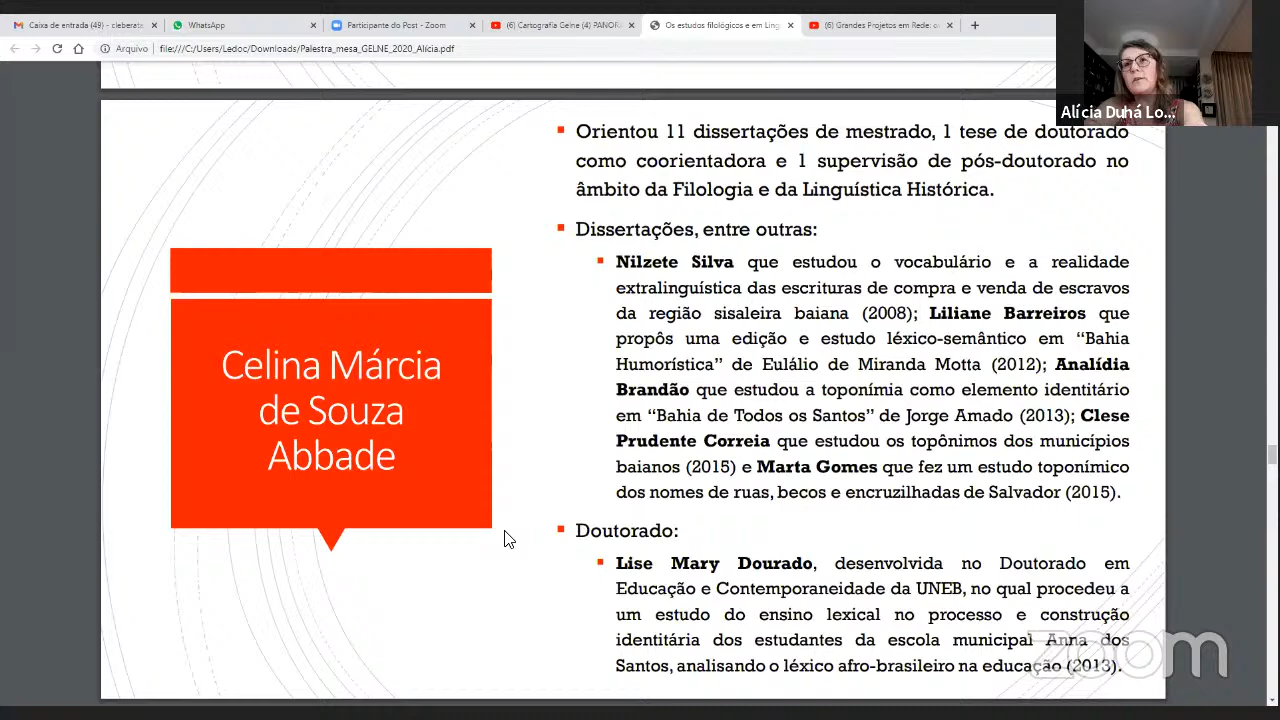 Caixa de entrada (49) - cleberata
WhatsApp
Participante do Post - Zoom
(6) Cartografia Gelne (4) PANOR
Os estudos filológicos e em Ling
(6) Grandes Projetos em Rede: o
Arquivo
file:///C:/Users/Ledoc/Downloads/Palestra_mesa_GELNE_2020_Alícia.pdf
Alícia Duhá Lo...
Celina Márcia
de Souza
Abbade
Orientou 11 dissertações de mestrado, 1 tese de doutorado
como coorientadora e 1 supervisão de pós-doutorado no
âmbito da Filologia e da Linguística Histórica.
Dissertações, entre outras:
Nilzete Silva que estudou o vocabulário e a realidade
extralinguística das escrituras de compra e venda de escravos
da região sisaleira baiana (2008); Liliane Barreiros que
propôs uma edição e estudo léxico-semântico em “Bahia
Humorística” de Eulálio de Miranda Motta (2012); Analídia
Brandão que estudou a toponímia como elemento identitário
em “Bahia de Todos os Santos” de Jorge Amado (2013); Clese
Prudente Correia que estudou os topônimos dos municípios
baianos (2015) e Marta Gomes que fez um estudo toponímico
dos nomes de ruas, becos e encruzilhadas de Salvador (2015).
Doutorado:
Lise Mary Dourado, desenvolvida no Doutorado em
Educação e Contemporaneidade da UNEB, no qual procedeu a
um estudo do ensino lexical no processo e construção
identitária dos estudantes da escola municipal Anna dos
Santos, analisando o léxico afro-brasileiro na educação (2013).
zoom